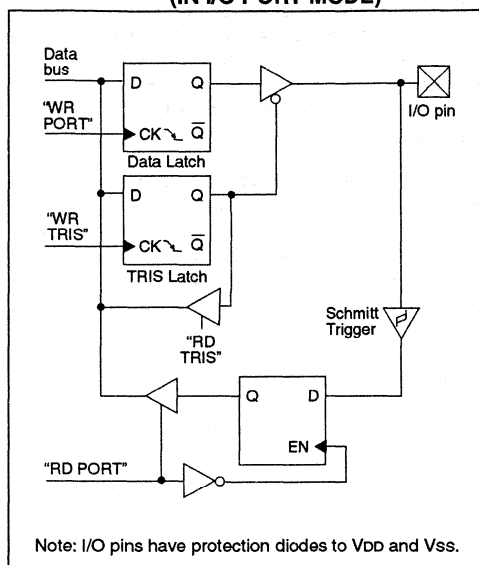 (IN I/O PORT MODE)
Data
bus
D Q
"WR
PORT"
CK Q
Data Latch
I/O pin
D Q
"WR
TRIS"
CK Q
TRIS Latch
"RD
TRIS"
Schmitt
Trigger
Q D
EN
"RD PORT"
Note: I/O pins have protection diodes to VDD and VSS.